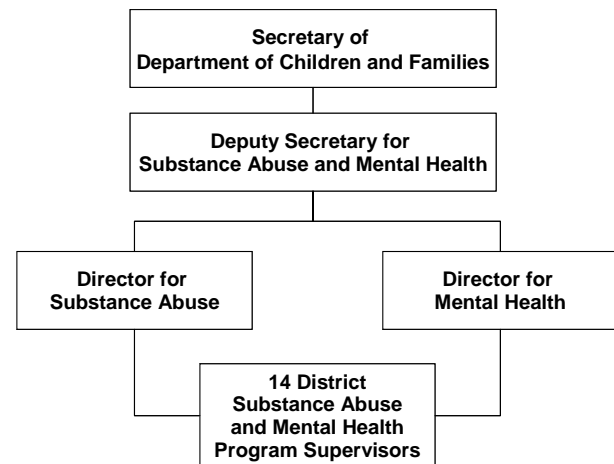 Secretary of
Department of Children and Families
Deputy Secretary for
Substance Abuse and Mental Health
Director for
Substance Abuse
Director for
Mental Health
14 District
Substance Abuse
and Mental Health
Program Supervisors